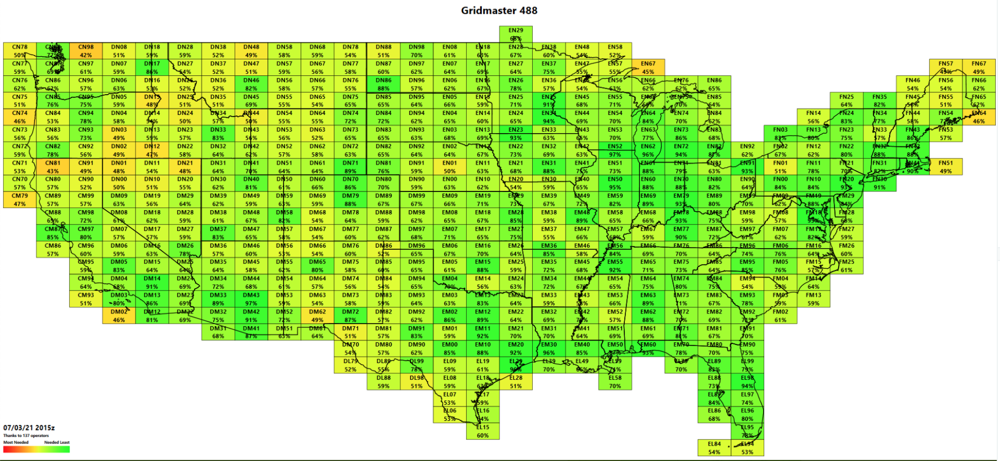 Gridmaster 488
EN29
68%
CN78 CN98 DN08 DN18 DN28 DN38 DN48 DN58 DN68 DN78 DN88 DN98 EN08 EN18 EN28 EN38 EN48 EN58
50% 77% 42% 51% 59% 59% 52% 49% 58% 59% 54% 51% 70% 61% 63% 67% 60% 54% 52%
CN77 CN87 CN97 DN07 DN17 DN27 DN37 DN47 DN57 DN67 DN77 DN87 DN97 EN07 EN17 EN27 EN37 EN47 EN57 EN67 FN57 FN67
59% 69% 61% 59% 86% 54% 52% 51% 59% 56% 58% 60% 62% 64% 69% 64% 75% 55% 55% 45% 49% 49%
CN76 CN86 CN96 DN06 DN16 DN26 DN36 DN46 DN56 DN66 DN76 DN86 DN96 EN06 EN16 EN26 EN36 EN46 EN56 EN66 EN76 EN86 FN46 FN56 FN66
62% 62% 57% 63% 53% 52% 52% 82% 58% 57% 55% 88% 57% 62% 67% 78% 57% 54% 63% 62% 62% 65% 54% 54% 62%
CN75 CN85 CN95 DN05 DN15 DN25 DN35 DN45 DN55 DN65 DN75 DN85 DN95 EN05 EN15 EN25 EN35 EN45 EN55 EN65 EN75 EN85 FN25 FN35 FN45 FN55 FN65
51% 76% 75% 59% 48% 51% 51% 69% 55% 54% 65% 65% 64% 66% 59% 71% 91% 68% 71% 70% 64% 64% 82% 56% 51% 62%
CN74 CN84 CN94 DN04 DN14 DN24 DN34 DN44 DN54 DN64 DN74 DN84 DN94 EN04 EN14 EN24 EN34 EN44 EN54 EN64 EN74 EN84 FN14 FN24 FN34 FN44 FN54 FN64
46% 53% 78% 58% 54% 50% 57% 50% 55% 55% 72% 72% 62% 65% 60% 65% 94% 69% 70% 84% 70% 62% 56% 83% 77% 58% 46%
CN73 CN83 CN93 DN03 DN13 DN23 DN33 DN43 DN53 DN63 DN73 DN83 DN93 EN03 EN13 EN23 EN33 EN43 EN53 EN63 EN73 EN83 FN03 FN13 FN23 FN33 FN43 FN53
56% 56% 73% 49% 59% 57% 83% 56% 56% 52% 65% 65% 63% 68% 69% 93% 63% 65% 70% 77% 86% 68% 83% 80% 75% 57% 86% 57%
CN72 CN82 CN92 DN02 DN12 DN22 DN32 DN42 DN52 DN62 DN72 DN82 DN92 EN02 EN12 EN22 EN32 EN42 EN52 EN62 EN72 EN82 EN92 FN02 FN12 FN22 FN32 FN42
59% 78% 56% 49% 47% 58% 64% 62% 57% 58% 63% 65% 62% 64% 67% 73% 69% 63% 97% 96% 94% 87% 62% 67% 62% 80% 88% 88%
CN71 CN81 CN91 DN01 DN11 DN21 DN31 DN41 DN51 DN61 DN71 DN81 DN91 EN01 EN11 EN21 EN31 EN41 EN51 EN61 EN71 EN81 EN91 FN01 FN11 FN21 FN31 FN41 FN51
53% 43% 49% 48% 54% 48% 64% 70% 64% 64% 89% 76% 59% 50% 63% 68% 88% 75% 73% 88% 79% 63% 93% 51% 78% 70% 82% 90% 49%
CN70 CN80 CN90 DN00 DN10 DN20 DN30 DN40 DN50 DN60 DN70 DN80 DN90 EN00 EN10 EN20 EN30 EN40 EN50 EN60 EN70 EN80 EN90 FN00 FN10 FN20 FN30
57% 57% 52% 50% 51% 55% 62% 81% 61% 66% 86% 70% 59% 63% 62% 54% 59% 65% 95% 88% 88% 82% 64% 84% 84% 93% 91%
CM79 CM89 CM99 DM09 DM19 DM29 DM39 DM49 DM59 DM69 DM79 DM89 DM99 EM09 EM19 EM29 EM39 EM49 EM59 EM69 EM79 EM89 EM99 FM09 FM19 FM29
47% 57% 57% 63% 56% 64% 62% 59% 63% 59% 88% 67% 67% 66% 71% 73% 67% 72% 82% 89% 93% 80% 70% 62% 88% 84%
CM88 CM98 DM08 DM18 DM28 DM38 DM48 DM58 DM68 DM78 DM88 DM98 EM08 EM18 EM28 EM38 EM48 EM58 EM68 EM78 EM88 EM98 FM08 FM18 FM28
65% 72% 61% 62% 59% 61% 67% 82% 54% 64% 59% 62% 65% 67% 85% 59% 89% 65% 66% 93% 75% 59% 57% 95% 68%
CM87 CM97 DM07 DM17 DM27 DM37 DM47 DM57 DM67 DM77 DM87 DM97 EM07 EM17 EM27 EM37 EM47 EM57 EM67 EM77 EM87 EM97 FM07 FM17 FM27
85% 80% 57% 57% 59% 83% 65% 58% 54% 60% 62% 68% 71% 65% 75% 55% 66% 68% 59% 90% 72% 67% 62% 82% 59%
CM86 CM96 DM06 DM16 DM26 DM36 DM46 DM56 DM66 DM76 DM86 DM96 EM06 EM16 EM26 EM36 EM46 EM56 EM66 EM76 EM86 EM96 FM06 FM16 FM26
57% 60% 59% 63% 78% 57% 60% 53% 54% 60% 52% 65% 67% 70% 64% 85% 58% 84% 69% 70% 64% 74% 76% 64% 60%
CM95 DM05 DM15 DM25 DM35 DM45 DM55 DM65 DM75 DM85 DM95 EM05 EM15 EM25 EM35 EM45 EM55 EM65 EM75 EM85 EM95 FM05 FM15 FM25
59% 83% 64% 64% 64% 58% 62% 80% 58% 60% 65% 61% 88% 59% 72% 68% 92% 71% 73% 64% 85% 76% 57% 61%
CM94 DM04 DM14 DM24 DM34 DM44 DM54 DM64 DM74 DM84 DM94 EM04 EM14 EM24 EM34 EM44 EM54 EM64 EM74 EM84 EM94 FM04 FM14
64% 68% 91% 69% 72% 68% 61% 57% 56% 54% 65% 79% 56% 63% 72% 67% 65% 75% 80% 75% 54% 59% 64%
CM93 DM03 DM13 DM23 DM33 DM43 DM53 DM63 DM73 DM83 DM93 EM03 EM13 EM23 EM33 EM43 EM53 EM63 EM73 EM83 EM93 FM03 FM13
51% 80% 86% 69% 89% 97% 59% 54% 58% 59% 64% 63% 83% 64% 59% 58% 66% 89% 71% 67% 78% 59% 59%
DM02 DM12 DM22 DM32 DM42 DM52 DM62 DM72 DM82 DM92 EM02 EM12 EM22 EM32 EM42 EM52 EM62 EM72 EM82 EM92 FM02
46% 81% 69% 75% 91% 72% 49% 87% 57% 62% 86% 89% 64% 69% 57% 88% 70% 69% 71% 61%
DM31 DM41 DM51 DM61 DM71 DM81 DM91 EM01 EM11 EM21 EM31 EM41 EM51 EM61 EM71 EM81 EM91
68% 87% 63% 64% 51% 57% 83% 59% 92% 70% 70% 64% 69% 69% 81% 67% 70%
DM70 DM80 DM90 EM00 EM10 EM20 EM30 EM40 EM50 EM60 EM70 EM80 EM90
54% 57% 62% 85% 88% 92% 96% 85% 87% 93% 78% 70% 75%
DL79 DL89 DL99 EL09 EL19 EL29 EL39 EL49 EL59 EL79 EL89 EL99
52% 55% 78% 59% 61% 96% 70% 66% 70% 83% 79%
DL88 DL98 EL08 EL18 EL28 EL58 EL88 EL98
59% 51% 59% 63% 51% 70% 73% 94%
EL07 EL17 EL87 EL97
53% 59% 84% 74%
EL06 EL16 EL86 EL96
53% 64% 68% 80%
EL15 EL95
60% 78%
EL84 EL94
54% 53%
07/03/21 2015z
Thanks to 137 operators
Most Needed Needed Least